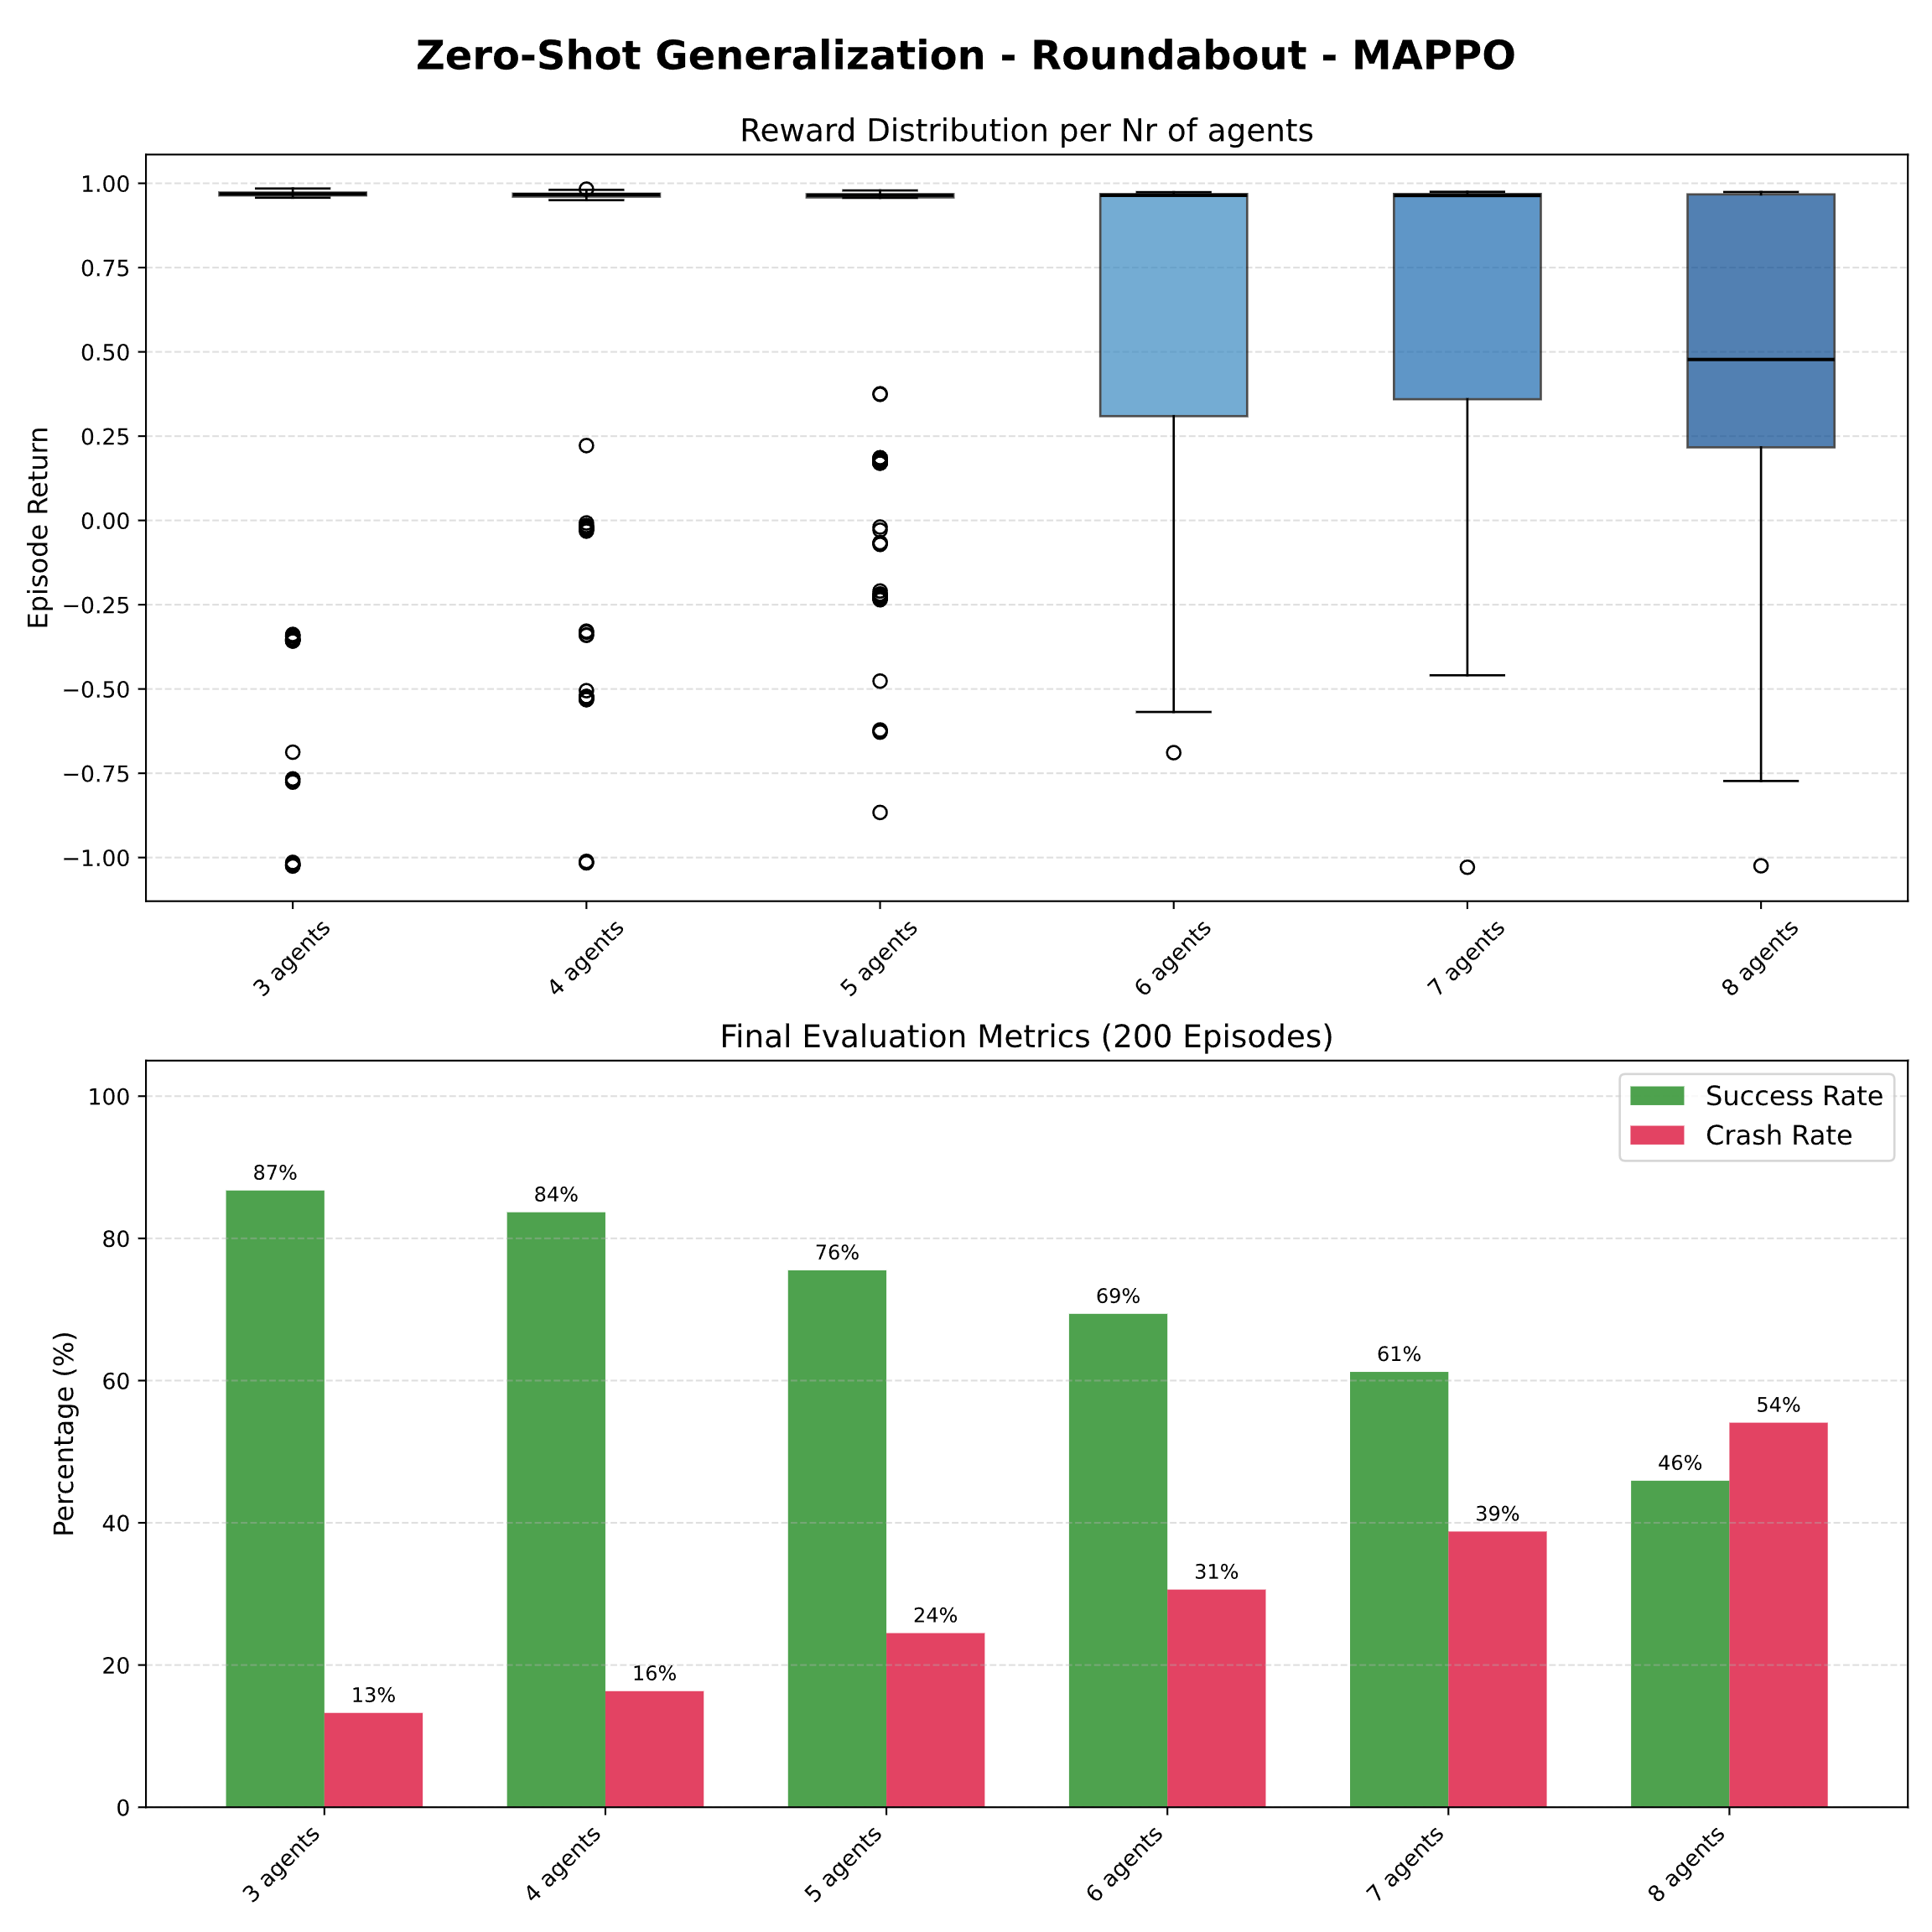 Zero-Shot Generalization - Roundabout - MAPPO
Reward Distribution per Nr of agents
Episode Return
1.00
0.75
0.50
0.25
0.00
−0.25
−0.50
−0.75
−1.00
3 agents
4 agents
5 agents
6 agents
7 agents
8 agents
Final Evaluation Metrics (200 Episodes)
Percentage (%)
100
80
60
40
20
0
Success Rate
Crash Rate
87%
13%
84%
16%
76%
24%
69%
31%
61%
39%
46%
54%
3 agents
4 agents
5 agents
6 agents
7 agents
8 agents